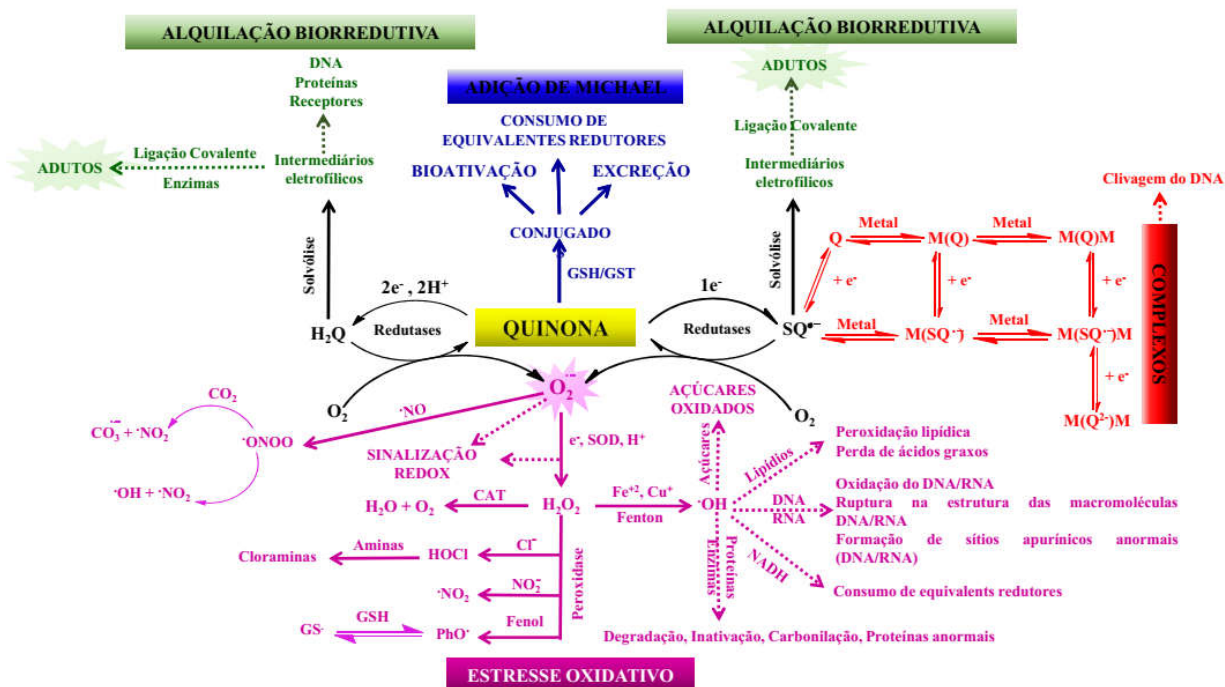 ALQUILAÇÃO BIORREDUTIVA
ALQUILAÇÃO BIORREDUTIVA
DNA
Proteínas
Receptores
ADIÇÃO DE MICHAEL
ADUTOS
CONSUMO DE
EQUIVALENTES REDUTORES
Ligação Covalente
ADUTOS
Ligação Covalente
Enzimas
Intermediários
eletrofílicos
BIOATIVAÇÃO
EXCREÇÃO
Intermediários
eletrofílicos
Clivagem do DNA
CONJUGADO
GSH/GST
Solvólise
Solvólise
Q
Metal
M(Q)
Metal
M(Q)M
+ e-
+ e-
+ e-
COMPLEXOS
2e- , 2H+
1e-
H2Q
Redutases
QUINONA
Redutases
SQ•–
Metal
M(SQ·-)
Metal
M(SQ·-)M
+ e-
M(Q2-)M
O2
O2·-
O2
CO2
·NO
CO3·- + ·NO2
·ONOO
·OH + ·NO2
e-, SOD, H+
SINALIZAÇÃO
REDOX
AÇÚCARES
OXIDADOS
Açúcares
Lipídios
Peroxidação lipídica
Perda de ácidos graxos
H2O + O2
CAT
H2O2
Fe+2, Cu+
Fenton
·OH
DNA
RNA
Oxidação do DNA/RNA
Ruptura na estrutura das macromoléculas
DNA/RNA
Formação de sítios apurínicos anormais
(DNA/RNA)
Cloraminas
Aminas
HOCl
Cl-
Peroxidase
Proteínas
Enzimas
NADH
Consumo de equivalents redutores
·NO2
NO2-
GS·
GSH
PhO·
Fenol
Degradação, Inativação, Carbonilação, Proteínas anormais
ESTRESSE OXIDATIVO